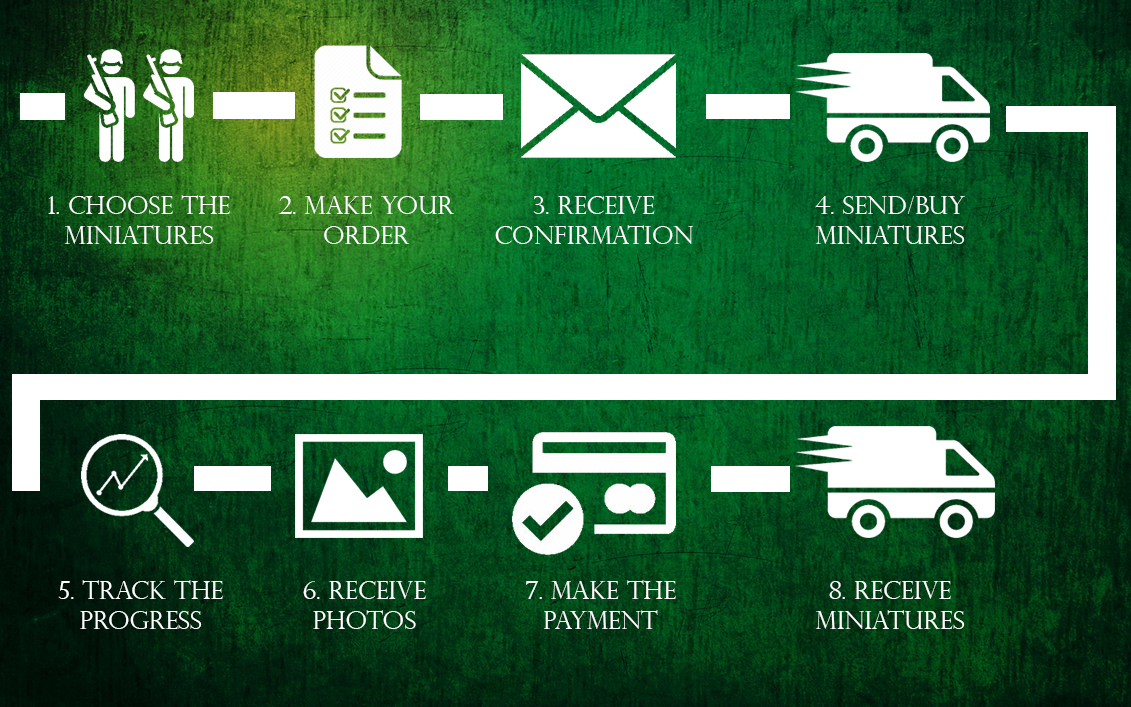 1. CHOOSE THE
MINIATURES
2. MAKE YOUR
ORDER
3. RECEIVE
CONFIRMATION
4. SEND/BUY
MINIATURES
5. TRACK THE
PROGRESS
6. RECEIVE
PHOTOS
7. MAKE THE
PAYMENT
8. RECEIVE
MINIATURES